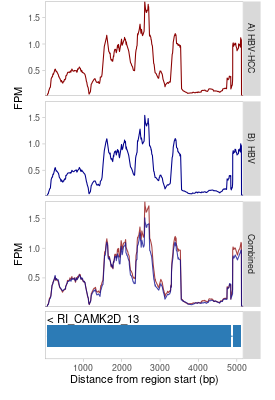 1.5
1.0
0.5
FPM
A) HBV-HCC
1.5
1.0
0.5
FPM
B) HBV
1.5
1.0
0.5
FPM
Combined
< RI_CAMK2D_13
1000 2000 3000 4000 5000
Distance from region start (bp)